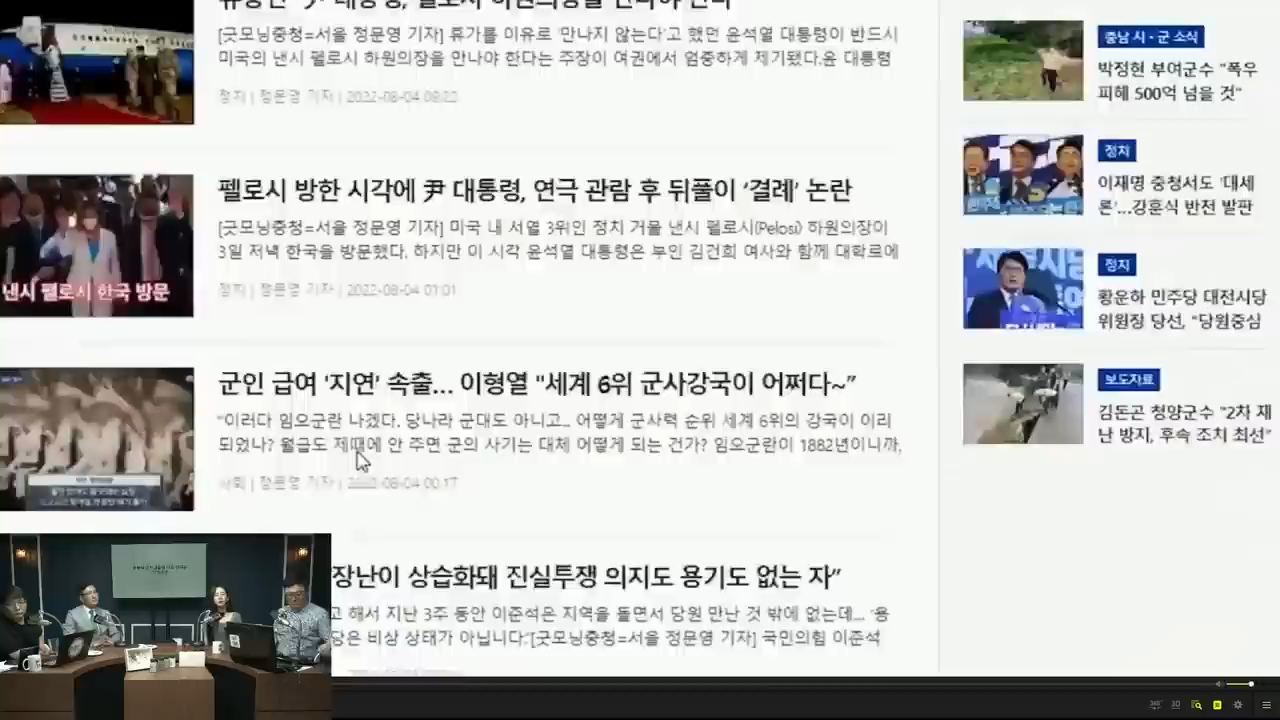 [굿모닝충청=서울 정문영 기자] 휴가를 이유로 '만나지 않는다'고 했던 윤석열 대통령이 반드시
미국의 낸시 펠로시 하원의장을 만나야 한다는 주장이 여권에서 엄중하게 제기됐다.윤 대통령
정치 | 정문영 기자 | 2022-08-04 09:22
펠로시 방한 시각에 尹 대통령, 연극 관람 후 뒤풀이 ‘결례’ 논란
[굿모닝충청=서울 정문영 기자] 미국 내 서열 3위인 정치 거물 낸시 펠로시(Pelosi) 하원의장이
3일 저녁 한국을 방문했다. 하지만 이 시각 윤석열 대통령은 부인 김건희 여사와 함께 대학로에
정치 | 정문영 기자 | 2022-08-04 01:01
낸시 펠로시 한국 방문
군인 급여 ‘지연’ 속출... 이형열 "세계 6위 군사강국이 어쩌다~”
“이러다 임오군란 나겠다. 당나라 군대도 아니고... 어떻게 군사력 순위 세계 6위의 강국이 이리
되었나? 월급도 제때에 안 주면 군의 사기는 대체 어떻게 되는 건가? 임오군란이 1882년이니까,
사회 | 정문영 기자 | 2022-08-04 00:17
장난이 상습화돼 진실투쟁 의지도 용기도 없는 자”
고 해서 지난 3주 동안 이준석은 지역을 돌면서 당원 만난 것 밖에 없는데... '용
당은 비상 상태가 아닙니다.”[굿모닝충청=서울 정문영 기자] 국민의힘 이준석
충남 시·군 소식
박정현 부여군수 "폭우
피해 500억 넘을 것"
정치
이재명 충청서도 '대세
론'...강훈식 반전 발판
정치
황운하 민주당 대전시당
위원장 당선, "당원중심
보도자료
김돈곤 청양군수 "2차 재
난 방지, 후속 조치 최선"